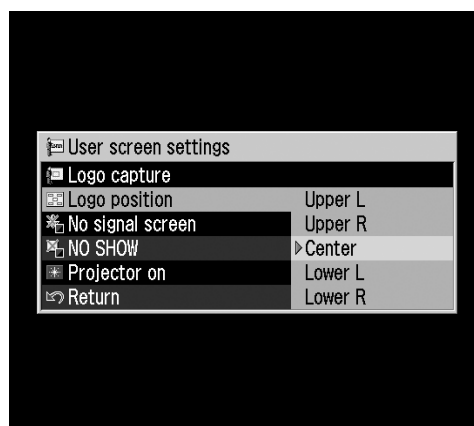 User screen settings
Logo capture
Logo position Upper L
No signal screen Upper R
NO SHOW Center
Projector on Lower L
Return Lower R